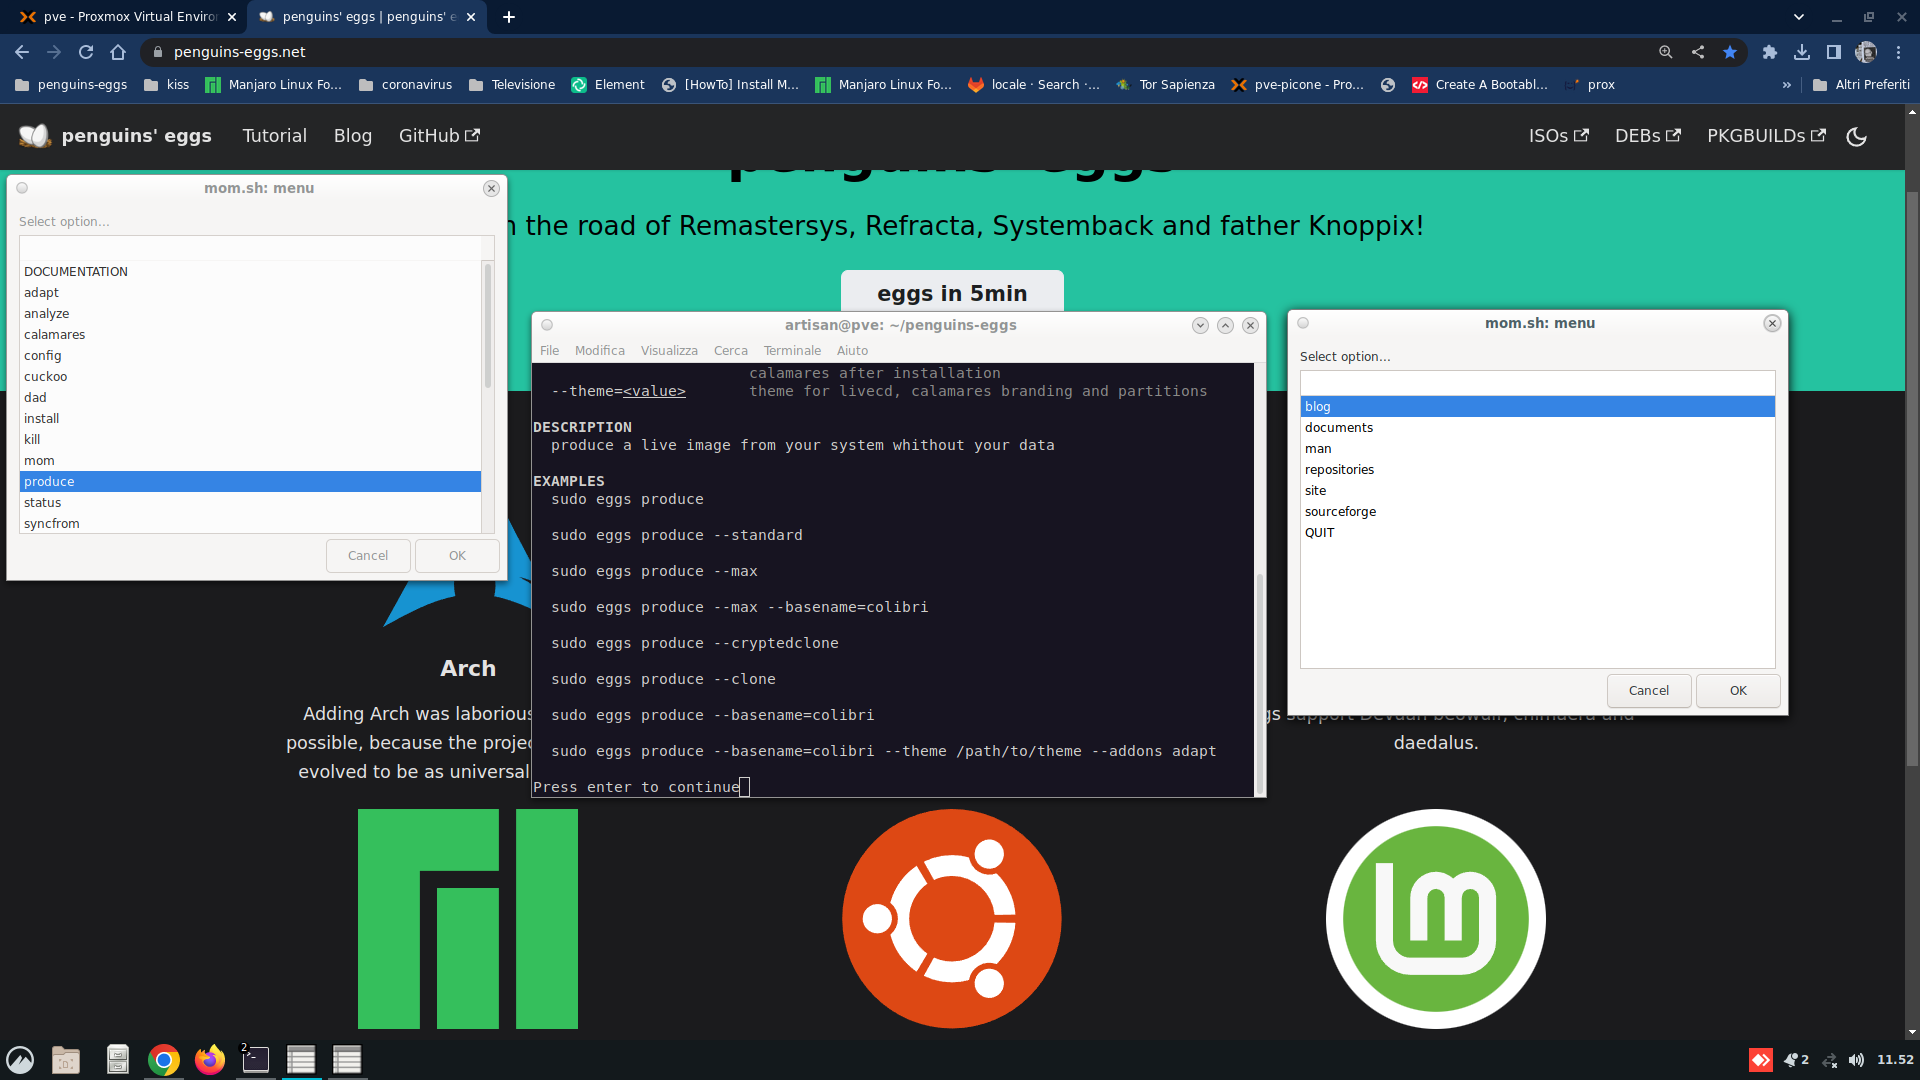 pve - Proxmox Virtual Enviror
penguins' eggs | penguins' e
penguins-eggs.net
penguins-eggs
kiss
Manjaro Linux Fo...
coronavirus
Televisione
Element
[HowTo] Install M...
Manjaro Linux Fo...
locale · Search ·...
Tor Sapienza
pve-picone - Pro...
Create A Bootabl...
prox
»
Altri Preferiti
penguins' eggs
Tutorial
Blog
GitHub
ISOs
DEBs
PKGBUILDs
penguins' eggs
n the road of Remastersys, Refracta, Systemback and father Knoppix!
eggs in 5min
mom.sh: menu
Select option...
DOCUMENTATION
adapt
analyze
calamares
config
cuckoo
dad
install
kill
mom
produce
status
syncfrom
Cancel
OK
artisan@pve: ~/penguins-eggs
File Modifica Visualizza Cerca Terminale Aiuto
calamares after installation
--theme=<value> theme for livecd, calamares branding and partitions
DESCRIPTION
produce a live image from your system whithout your data
EXAMPLES
sudo eggs produce
sudo eggs produce --standard
sudo eggs produce --max
sudo eggs produce --max --basename=colibri
sudo eggs produce --cryptedclone
sudo eggs produce --clone
sudo eggs produce --basename=colibri
sudo eggs produce --basename=colibri --theme /path/to/theme --addons adapt
Press enter to continue
mom.sh: menu
Select option...
blog
documents
man
repositories
site
sourceforge
QUIT
Cancel
OK
Arch
Adding Arch was laborious
possible, because the projec
evolved to be as universal
gs support Devuan beowulf, chimaera and
daedalus.
lm
2
2
11.52